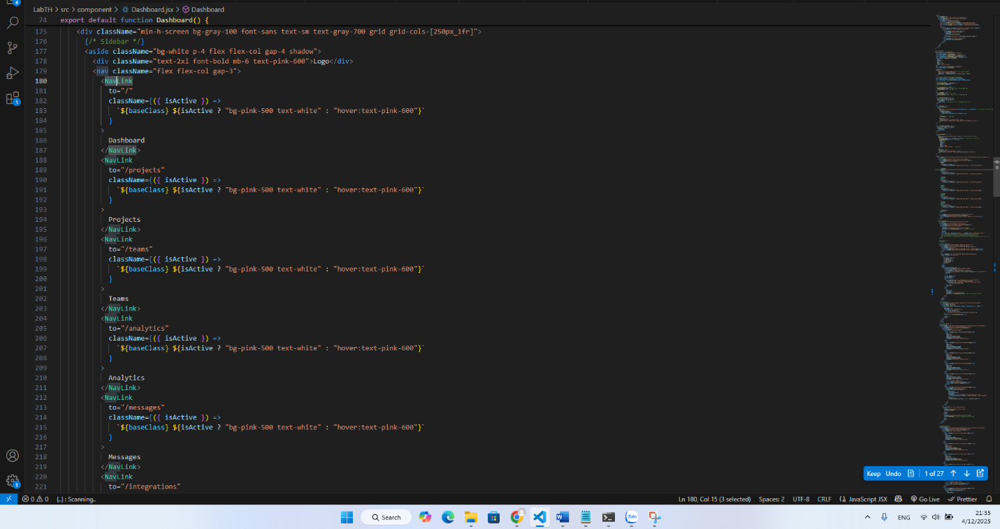 4
LabTH > src > component > Dashboard.jsx > Dashboard
74 export default function Dashboard() {
175 <div className="min-h-screen bg-gray-100 font-sans text-sm text-gray-700 grid grid-cols-[250px_1fr]">
176 {/* Sidebar */}
177 <aside className="bg-white p-4 flex flex-col gap-4 shadow">
178 <div className="text-2xl font-bold mb-6 text-pink-600">Logo</div>
179 <nav className="flex flex-col gap-3">
180 <NavLink
181 to="/"
182 className={({ isActive }) =>
183 `${baseClass} ${isActive ? "bg-pink-500 text-white" : "hover:text-pink-600"}`
184 }
185 >
186 Dashboard
187 </NavLink>
188 <NavLink
189 to="/projects"
190 className={({ isActive }) =>
191 `${baseClass} ${isActive ? "bg-pink-500 text-white" : "hover:text-pink-600"}`
192 }
193 >
194 Projects
195 </NavLink>
196 <NavLink
197 to="/teams"
198 className={({ isActive }) =>
199 `${baseClass} ${isActive ? "bg-pink-500 text-white" : "hover:text-pink-600"}`
200 }
201 >
202 Teams
203 </NavLink>
204 <NavLink
205 to="/analytics"
206 className={({ isActive }) =>
207 `${baseClass} ${isActive ? "bg-pink-500 text-white" : "hover:text-pink-600"}`
208 }
209 >
210 Analytics
211 </NavLink>
212 <NavLink
213 to="/messages"
214 className={({ isActive }) =>
215 `${baseClass} ${isActive ? "bg-pink-500 text-white" : "hover:text-pink-600"}`
216 }
217 >
218 Messages
219 </NavLink>
220 <NavLink
221 to="/integrations"
1
1
Keep Undo 1 of 27
0 0 {..} : Scanning.. Ln 180, Col 15 (3 selected) Spaces: 2 UTF-8 CRLF JavaScript JSX Go Live Prettier
Search Zalo ENG 21:35
4/12/2025